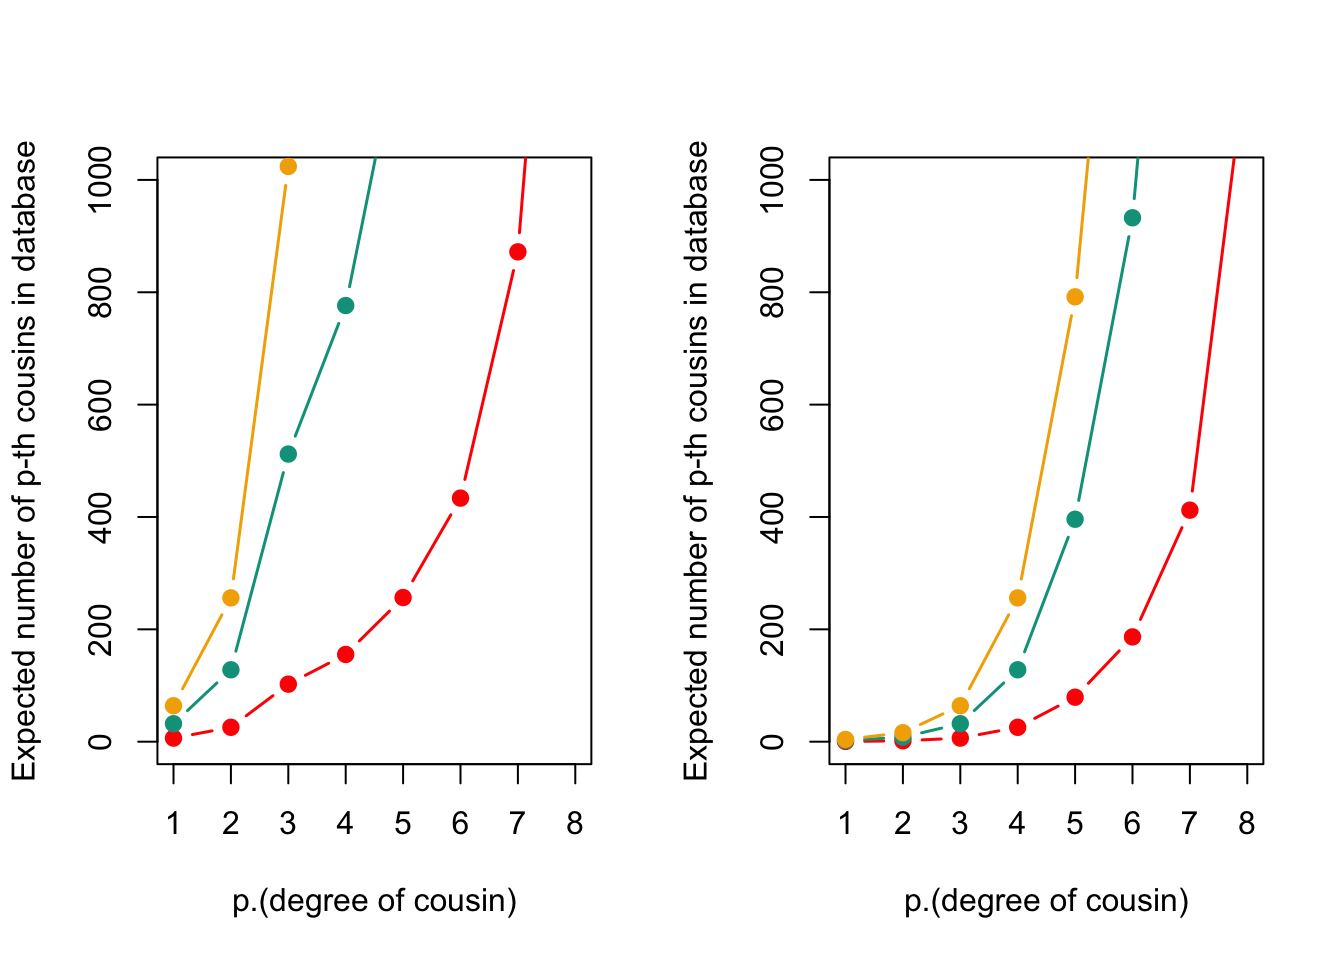 Expected number of p-th cousins in database
1000
800
600
400
200
0
1 2 3 4 5 6 7 8
p.(degree of cousin)
Expected number of p-th cousins in database
1000
800
600
400
200
0
1 2 3 4 5 6 7 8
p.(degree of cousin)